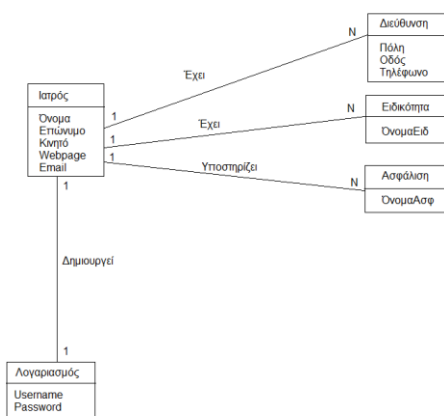 Διεύθυνση
Πόλη
Οδός
Τηλέφωνο
N
Έχει
Ιατρός
Όνομα
Επώνυμο
Κινητό
Webpage
Email
1
1
1
1
Έχει
N
Ειδικότητα
ΌνομαΕιδ
Υποστηρίζει
N
Ασφάλιση
ΌνομαΑσφ
Δημιουργεί
1
Λογαριασμός
Username
Password